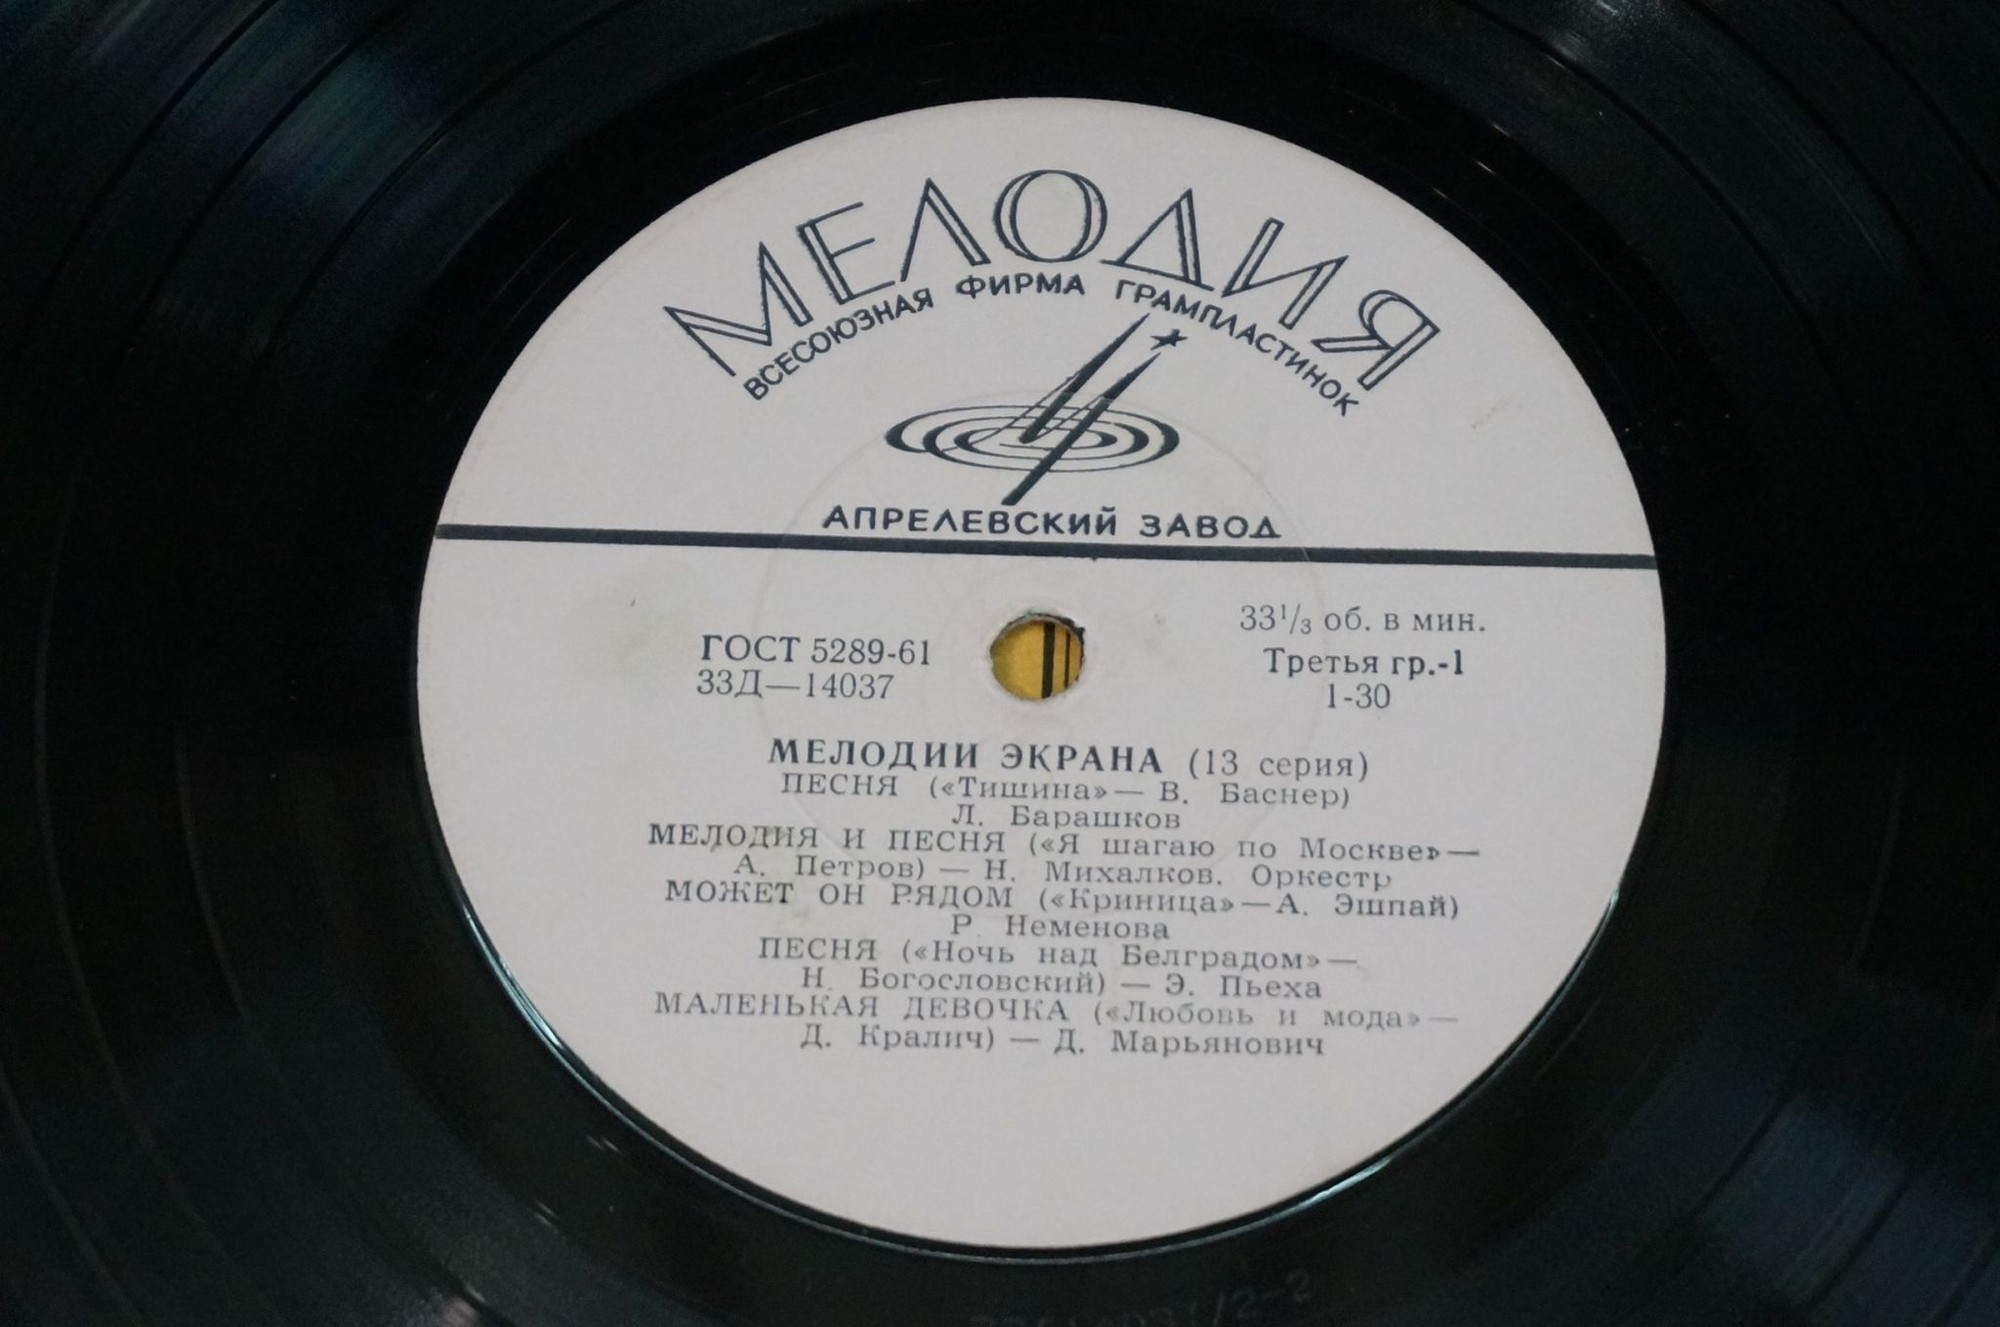 МЕЛОДИЯ
ВСЕСОЮЗНАЯ ФИРМА ГРАМПЛАСТИНОК
АПРЕЛЕВСКИЙ ЗАВОД
ГОСТ 5289-61
33Д—14037
33¹/₃ об. в мин.
Третья гр.-1
1-30
МЕЛОДИИ ЭКРАНА (13 серия)
ПЕСНЯ («Тишина»— В. Баснер)
Л. Барашков
МЕЛОДИЯ И ПЕСНЯ («Я шагаю по Москве»—
А. Петров) — Н. Михалков. Оркестр
МОЖЕТ ОН РЯДОМ («Криница»—А. Эшпай)
Р. Неменова
ПЕСНЯ («Ночь над Белградом»—
Н. Богословский) — Э. Пьеха
МАЛЕНЬКАЯ ДЕВОЧКА («Любовь и мода»—
Д. Кралич) — Д. Марьянович